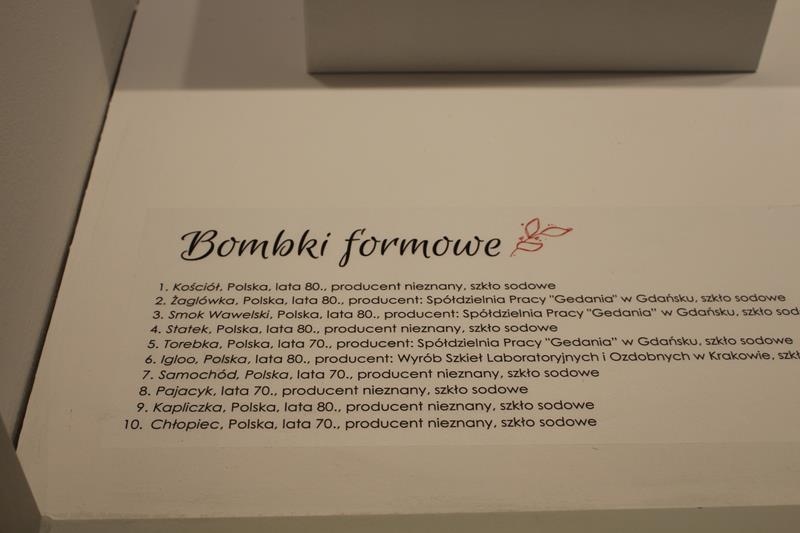 Bombki formowe
1. Kościół, Polska, lata 80., producent nieznany, szkło sodowe
2. Żaglówka, Polska, lata 80., producent: Spółdzielnia Pracy "Gedania" w Gdańsku, szkło sodowe
3. Smok Wawelski, Polska, lata 80., producent: Spółdzielnia Pracy "Gedania" w Gdańsku, szkło sod
4. Statek, Polska, lata 80., producent nieznany, szkło sodowe
5. Torebka, Polska, lata 70., producent: Spółdzielnia Pracy "Gedania" w Gdańsku, szkło sodowe
6. Igloo, Polska, lata 80., producent: Wyrób Szkieł Laboratoryjnych i Ozdobnych w Krakowie, szkł
7. Samochód, Polska, lata 70., producent nieznany, szkło sodowe
8. Pajacyk, lata 70., producent nieznany, szkło sodowe
9. Kapliczka, Polska, lata 80., producent nieznany, szkło sodowe
10. Chłopiec, Polska, lata 70., producent nieznany, szkło sodowe